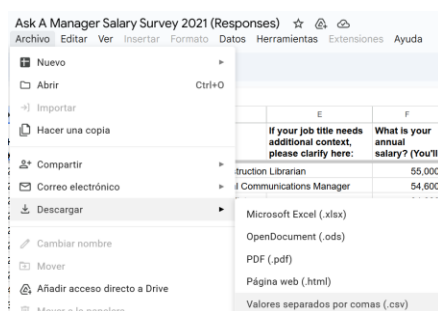 Ask A Manager Salary Survey 2021 (Responses)
Archivo Editar Ver Insertar Formato Datos Herramientas Extensiones Ayuda
Nuevo
Abrir Ctrl+O
Importar
Hacer una copia
Compartir
Correo electrónico
Descargar
Cambiar nombre
Mover
Añadir acceso directo a Drive
E F
If your job title needs
additional context,
please clarify here:
What is your
annual
salary? (You'll
Librarian 55,000
Communications Manager 54,600
Microsoft Excel (.xlsx)
OpenDocument (.ods)
PDF (.pdf)
Página web (.html)
Valores separados por comas (.csv)